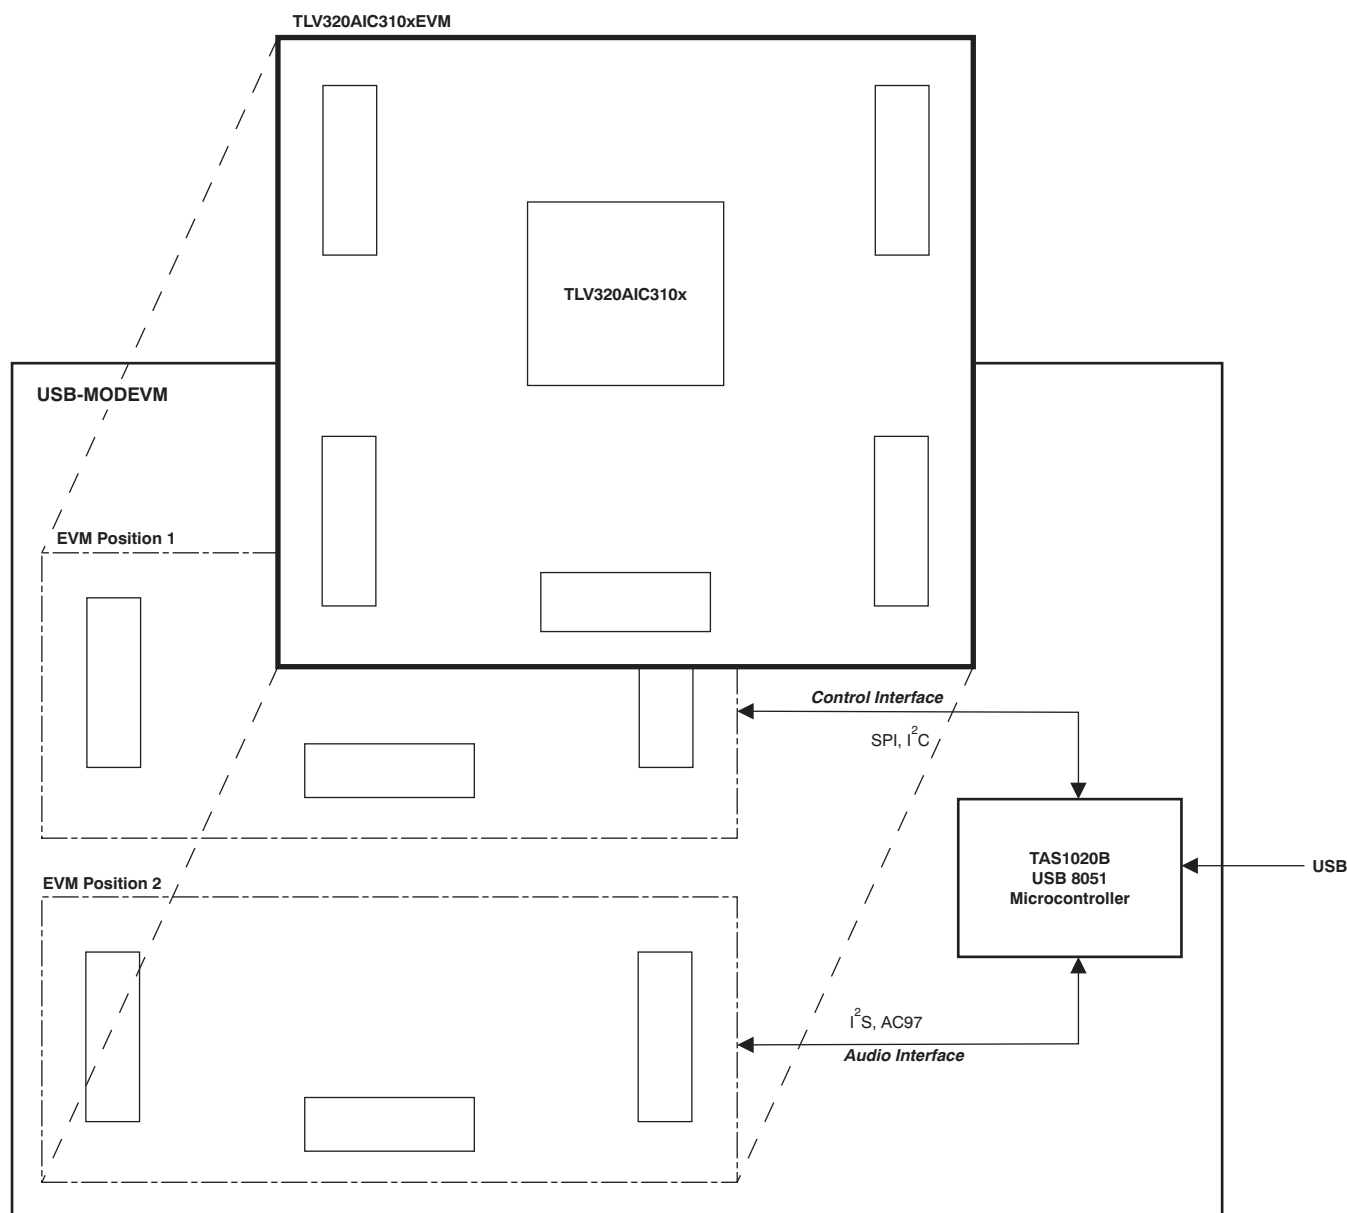 TLV320AIC310xEVM
TLV320AIC310x
USB-MODEVM
EVM Position 1
Control Interface
SPI, I²C
TAS1020B
USB 8051
Microcontroller
USB
EVM Position 2
I²S, AC97
Audio Interface